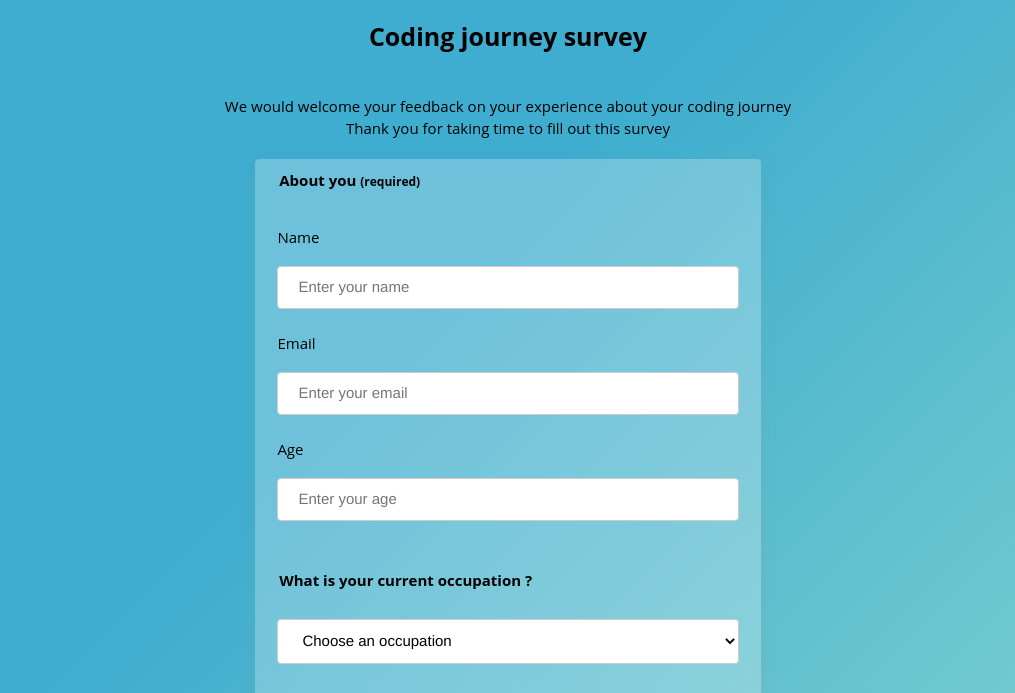 Coding journey survey
We would welcome your feedback on your experience about your coding journey
Thank you for taking time to fill out this survey
About you (required)
Name
Enter your name
Email
Enter your email
Age
Enter your age
What is your current occupation ?
Choose an occupation